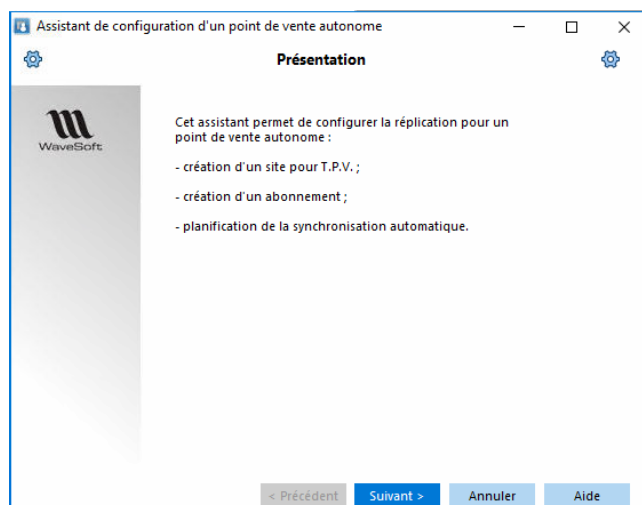 Assistant de configuration d'un point de vente autonome
Présentation
WaveSoft
Cet assistant permet de configurer la réplication pour un
point de vente autonome :
- création d'un site pour T.P.V. ;
- création d'un abonnement ;
- planification de la synchronisation automatique.
< Précédent Suivant > Annuler Aide